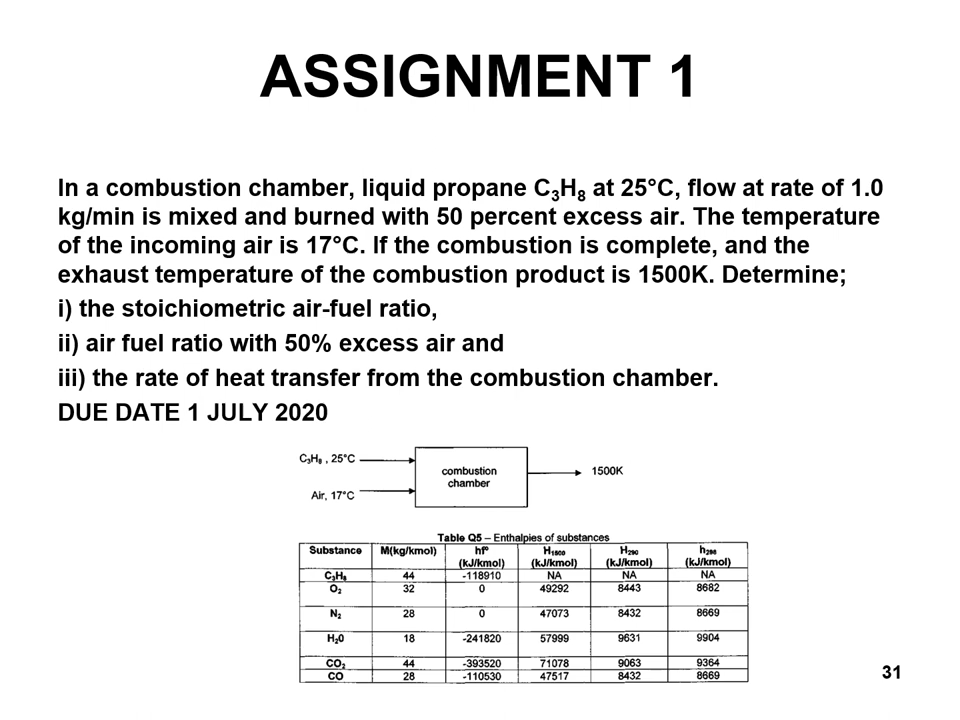 ASSIGNMENT 1
In a combustion chamber, liquid propane C₃H₈ at 25°C, flow at rate of 1.0
kg/min is mixed and burned with 50 percent excess air. The temperature
of the incoming air is 17°C. If the combustion is complete, and the
exhaust temperature of the combustion product is 1500K. Determine;
i) the stoichiometric air-fuel ratio,
ii) air fuel ratio with 50% excess air and
iii) the rate of heat transfer from the combustion chamber.
DUE DATE 1 JULY 2020
C₃H₈ , 25°C
combustion
chamber
1500K
Air, 17°C
Table Q5 – Enthalpies of substances
Substance M(kg/kmol) hf° (kJ/kmol) H₁₅₀₀ (kJ/kmol) H₂₉₀ (kJ/kmol) h₂₉₈ (kJ/kmol)
C₃H₈ 44 -118910 NA NA NA
O₂ 32 0 49292 8443 8682
N₂ 28 0 47073 8432 8669
H₂0 18 -241820 57999 9631 9904
CO₂ 44 -393520 71078 9063 9364
CO 28 -110530 47517 8432 8669
31